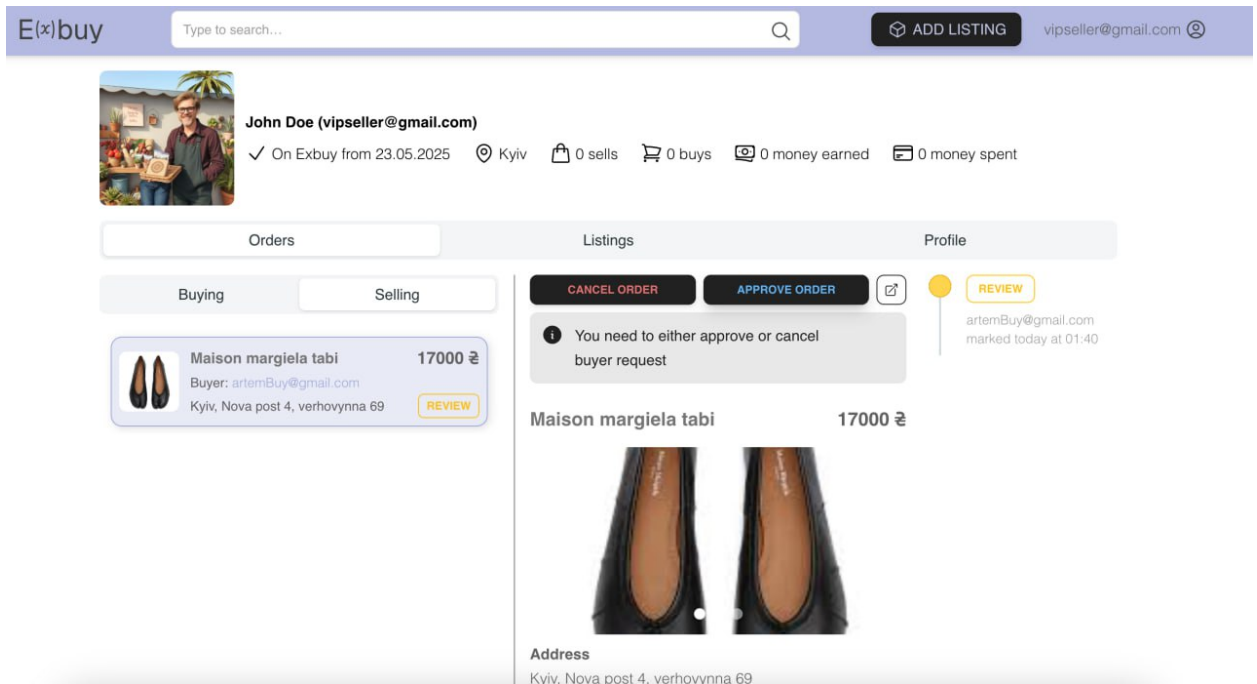 E(x)buy
Type to search...
ADD LISTING
vipseller@gmail.com
John Doe (vipseller@gmail.com)
On Exbuy from 23.05.2025
Kyiv
0 sells
0 buys
0 money earned
0 money spent
Orders
Listings
Profile
Buying
Selling
Maison margiela tabi
17000 ₴
Buyer: artemBuy@gmail.com
Kyiv, Nova post 4, verhovynna 69
REVIEW
CANCEL ORDER
APPROVE ORDER
You need to either approve or cancel
buyer request
Maison margiela tabi
17000 ₴
Address
Kyiv, Nova post 4, verhovynna 69
REVIEW
artemBuy@gmail.com
marked today at 01:40